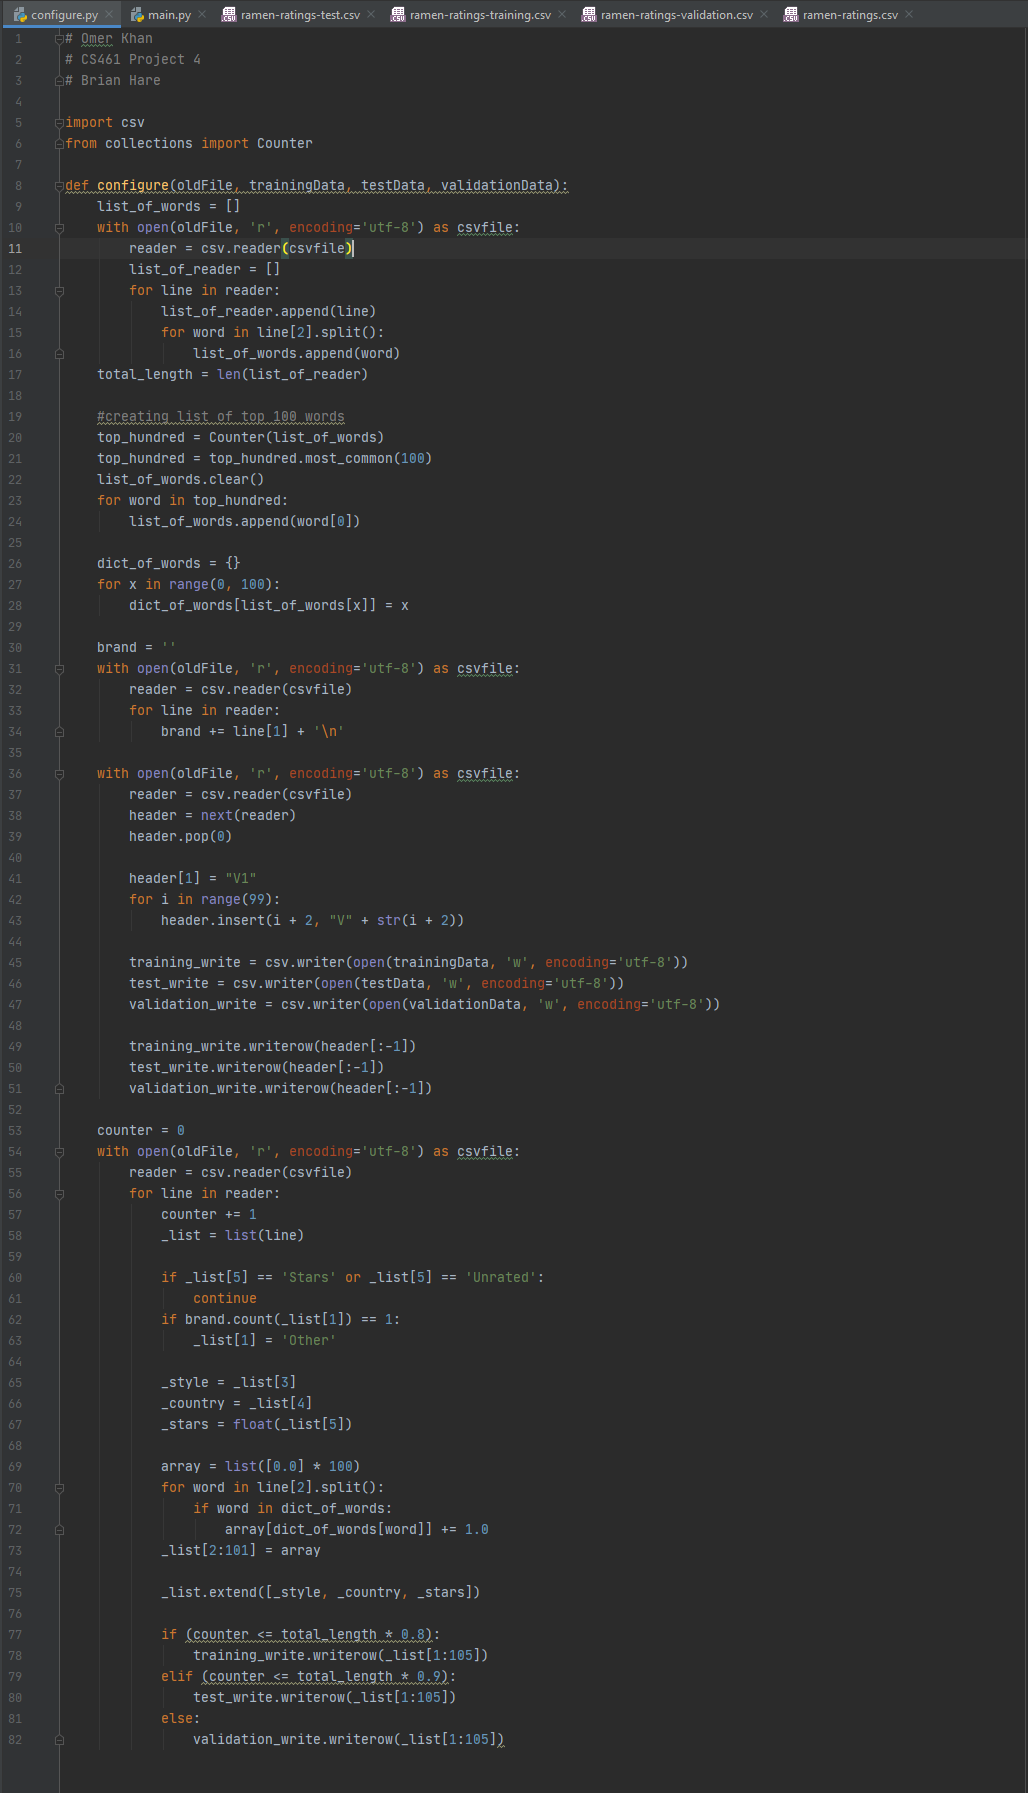 configure.py main.py ramen-ratings-test.csv ramen-ratings-training.csv ramen-ratings-validation.csv ramen-ratings.csv
1 # Omer Khan
2 # CS461 Project 4
3 # Brian Hare
4
5 import csv
6 from collections import Counter
7
8 def configure(oldFile, trainingData, testData, validationData):
9     list_of_words = []
10     with open(oldFile, 'r', encoding='utf-8') as csvfile:
11         reader = csv.reader(csvfile)
12         list_of_reader = []
13         for line in reader:
14             list_of_reader.append(line)
15             for word in line[2].split():
16                 list_of_words.append(word)
17     total_length = len(list_of_reader)
18
19     #creating list of top 100 words
20     top_hundred = Counter(list_of_words)
21     top_hundred = top_hundred.most_common(100)
22     list_of_words.clear()
23     for word in top_hundred:
24         list_of_words.append(word[0])
25
26     dict_of_words = {}
27     for x in range(0, 100):
28         dict_of_words[list_of_words[x]] = x
29
30     brand = ''
31     with open(oldFile, 'r', encoding='utf-8') as csvfile:
32         reader = csv.reader(csvfile)
33         for line in reader:
34             brand += line[1] + '\n'
35
36     with open(oldFile, 'r', encoding='utf-8') as csvfile:
37         reader = csv.reader(csvfile)
38         header = next(reader)
39         header.pop(0)
40
41         header[1] = "V1"
42         for i in range(99):
43             header.insert(i + 2, "V" + str(i + 2))
44
45         training_write = csv.writer(open(trainingData, 'w', encoding='utf-8'))
46         test_write = csv.writer(open(testData, 'w', encoding='utf-8'))
47         validation_write = csv.writer(open(validationData, 'w', encoding='utf-8'))
48
49         training_write.writerow(header[:-1])
50         test_write.writerow(header[:-1])
51         validation_write.writerow(header[:-1])
52
53     counter = 0
54     with open(oldFile, 'r', encoding='utf-8') as csvfile:
55         reader = csv.reader(csvfile)
56         for line in reader:
57             counter += 1
58             _list = list(line)
59
60             if _list[5] == 'Stars' or _list[5] == 'Unrated':
61                 continue
62             if brand.count(_list[1]) == 1:
63                 _list[1] = 'Other'
64
65             _style = _list[3]
66             _country = _list[4]
67             _stars = float(_list[5])
68
69             array = list([0.0] * 100)
70             for word in line[2].split():
71                 if word in dict_of_words:
72                     array[dict_of_words[word]] += 1.0
73             _list[2:101] = array
74
75             _list.extend([_style, _country, _stars])
76
77             if (counter <= total_length * 0.8):
78                 training_write.writerow(_list[1:105])
79             elif (counter <= total_length * 0.9):
80                 test_write.writerow(_list[1:105])
81             else:
82                 validation_write.writerow(_list[1:105])